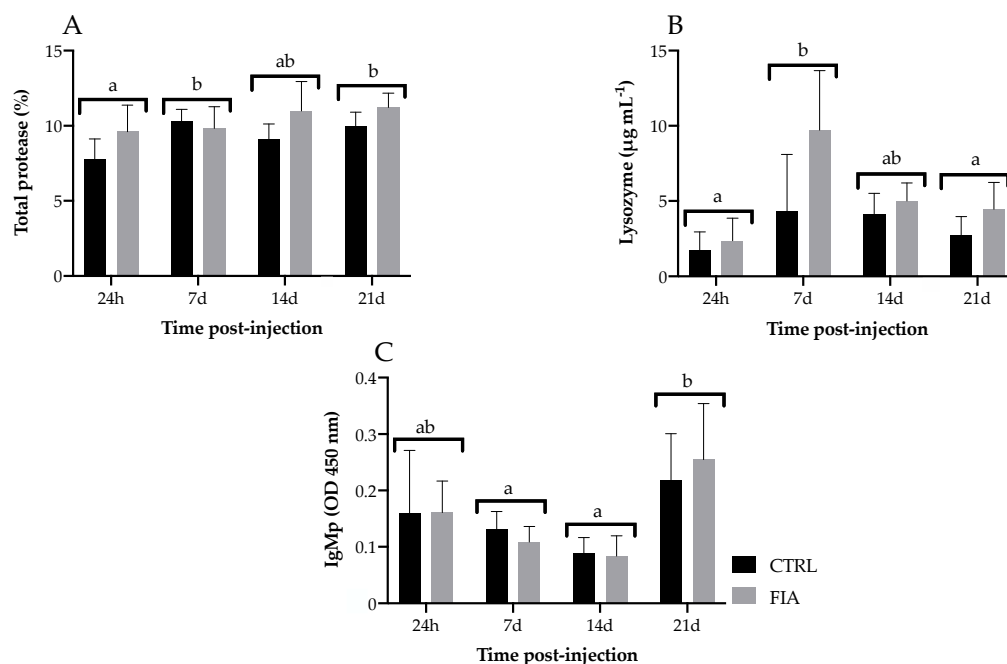 A
Total protease (%)
15
10
5
0
a
b
ab
b
24h
7d
14d
21d
Time post-injection
B
Lysozyme (µg mL⁻¹)
15
10
5
0
a
b
ab
a
24h
7d
14d
21d
Time post-injection
C
IgMp (OD 450 nm)
0.4
0.3
0.2
0.1
0
ab
a
a
b
24h
7d
14d
21d
Time post-injection
CTRL
FIA